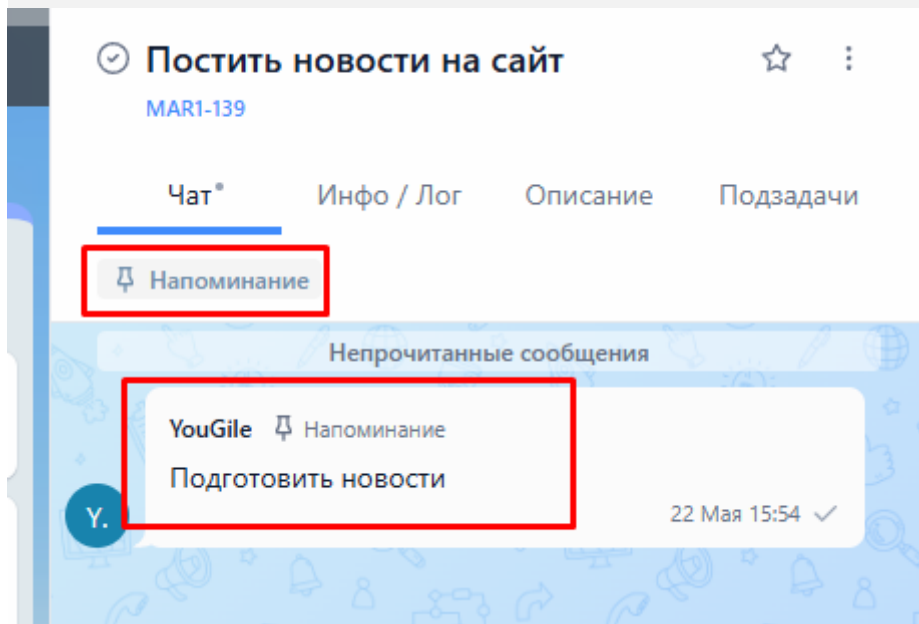 Постить новости на сайт
MAR1-139
Чат Инфо / Лог Описание Подзадачи
Напоминание
Непрочитанные сообщения
YouGile Напоминание
Подготовить новости
Y.
22 Мая 15:54